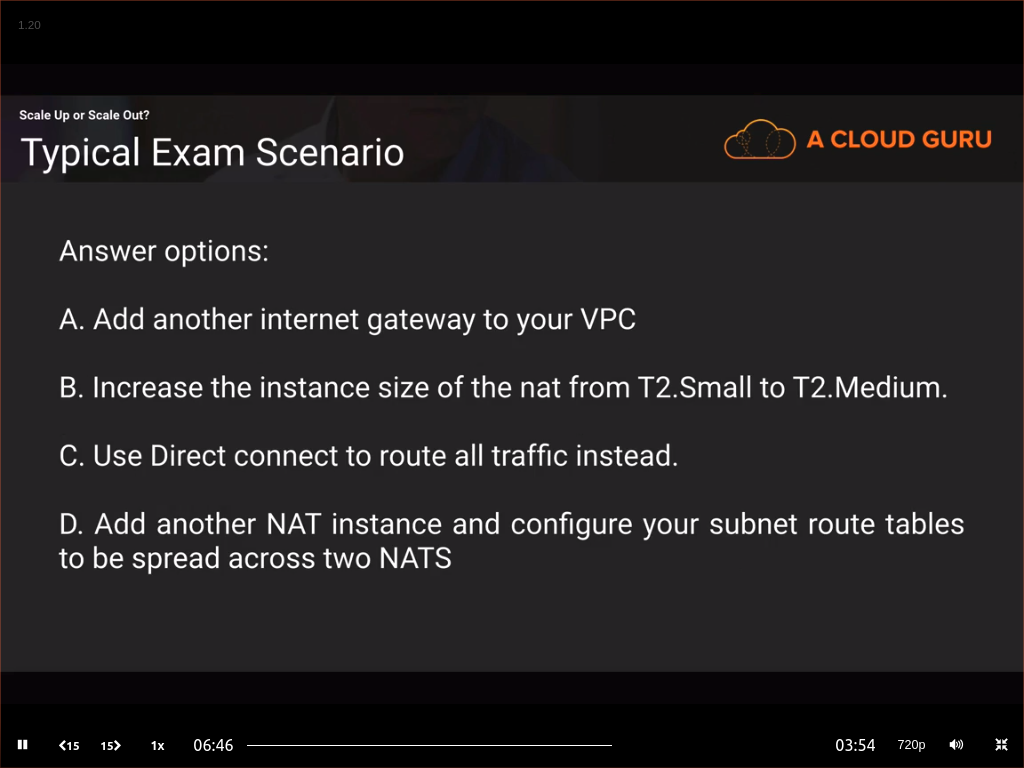 1.20
Scale Up or Scale Out?
Typical Exam Scenario
A CLOUD GURU
Answer options:
A. Add another internet gateway to your VPC
B. Increase the instance size of the nat from T2.Small to T2.Medium.
C. Use Direct connect to route all traffic instead.
D. Add another NAT instance and configure your subnet route tables
to be spread across two NATS
15 15 1x 06:46 03:54 720p